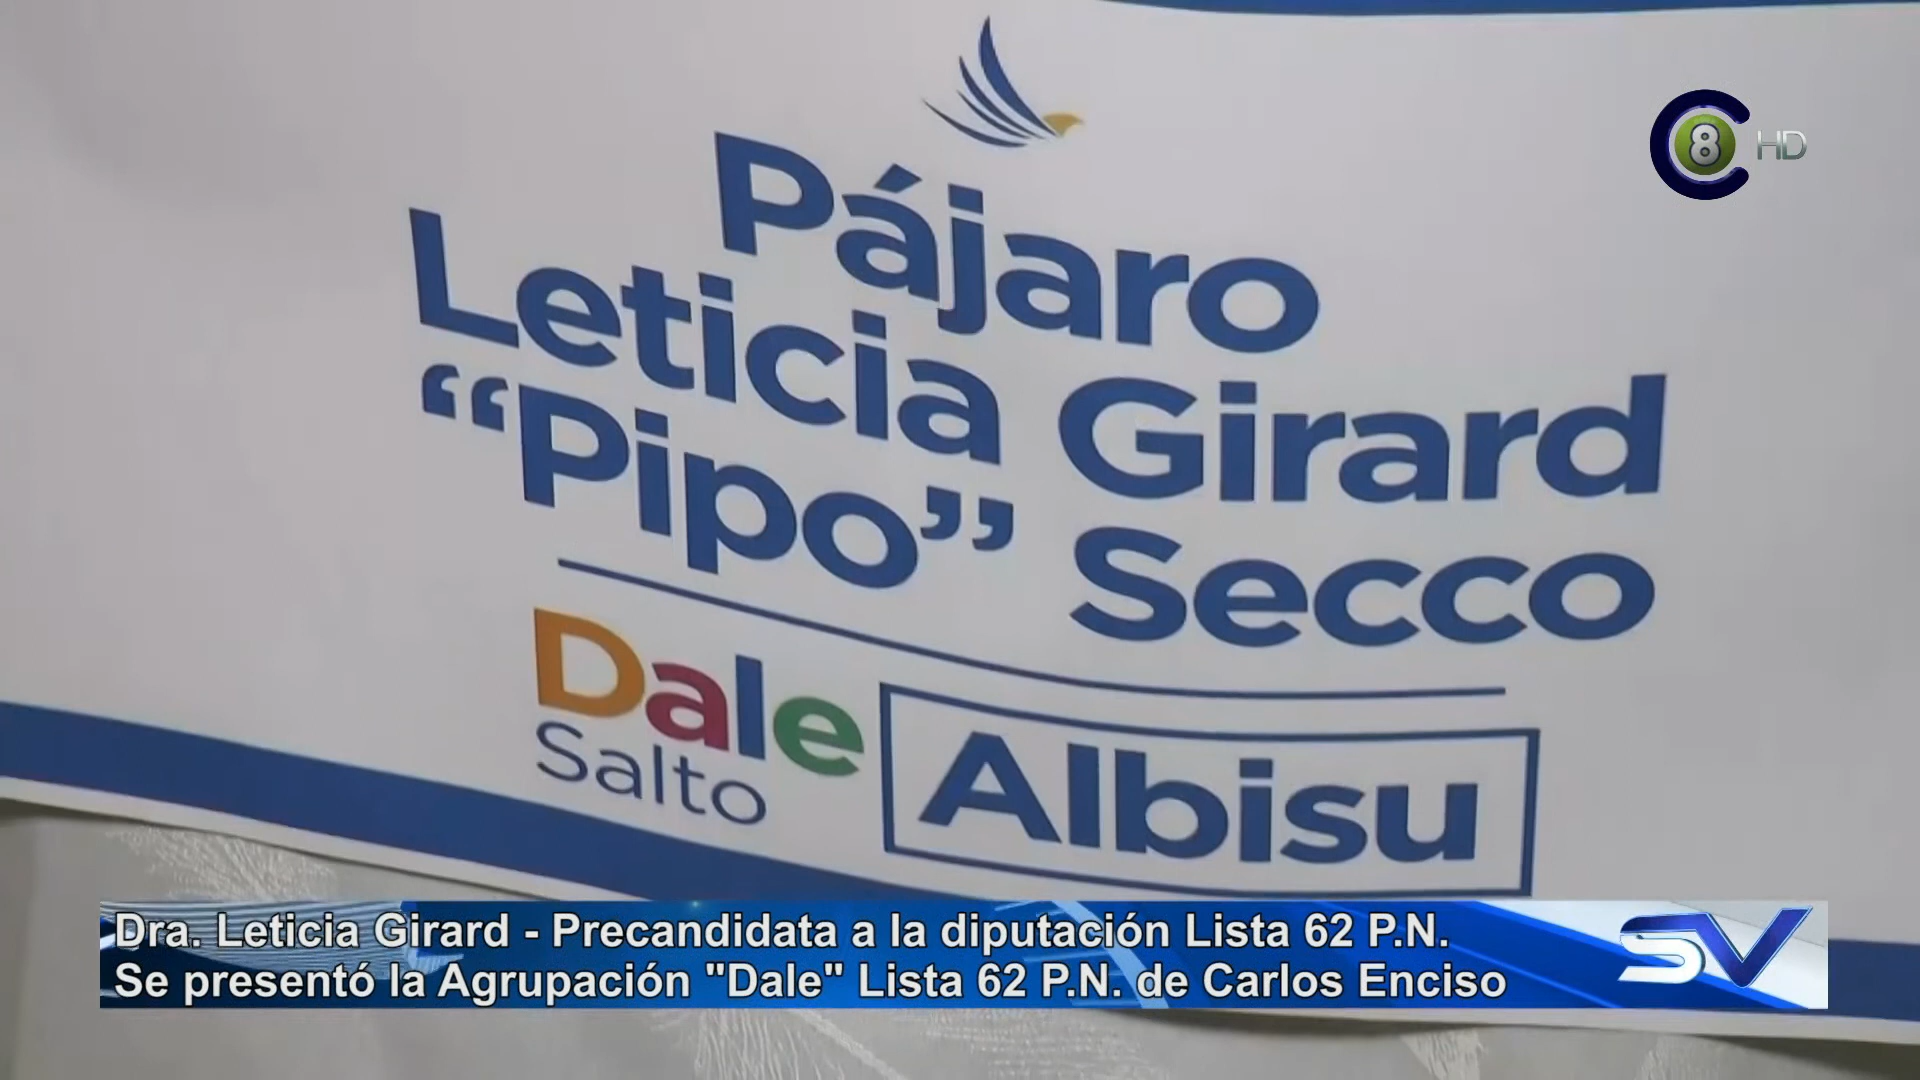 C 8 HD
Pájaro
Leticia Girard
“Pipo” Secco
Dale
Salto
Albisu
Dra. Leticia Girard - Precandidata a la diputación Lista 62 P.N.
Se presentó la Agrupación "Dale" Lista 62 P.N. de Carlos Enciso
SV